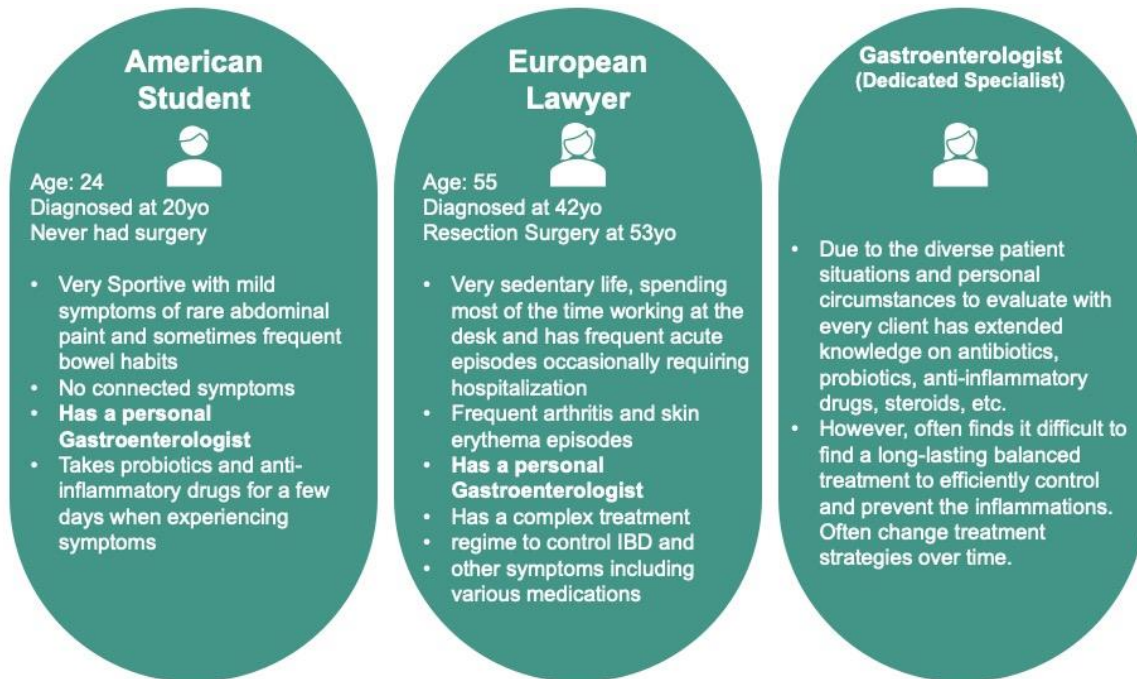 American
Student
Age: 24
Diagnosed at 20yo
Never had surgery
• Very Sportive with mild
symptoms of rare abdominal
paint and sometimes frequent
bowel habits
• No connected symptoms
• Has a personal
Gastroenterologist
• Takes probiotics and anti-
inflammatory drugs for a few
days when experiencing
symptoms
European
Lawyer
Age: 55
Diagnosed at 42yo
Resection Surgery at 53yo
• Very sedentary life, spending
most of the time working at the
desk and has frequent acute
episodes occasionally requiring
hospitalization
• Frequent arthritis and skin
erythema episodes
• Has a personal
Gastroenterologist
• Has a complex treatment
• regime to control IBD and
• other symptoms including
various medications
Gastroenterologist
(Dedicated Specialist)
• Due to the diverse patient
situations and personal
circumstances to evaluate with
every client has extended
knowledge on antibiotics,
probiotics, anti-inflammatory
drugs, steroids, etc.
• However, often finds it difficult to
find a long-lasting balanced
treatment to efficiently control
and prevent the inflammations.
Often change treatment
strategies over time.